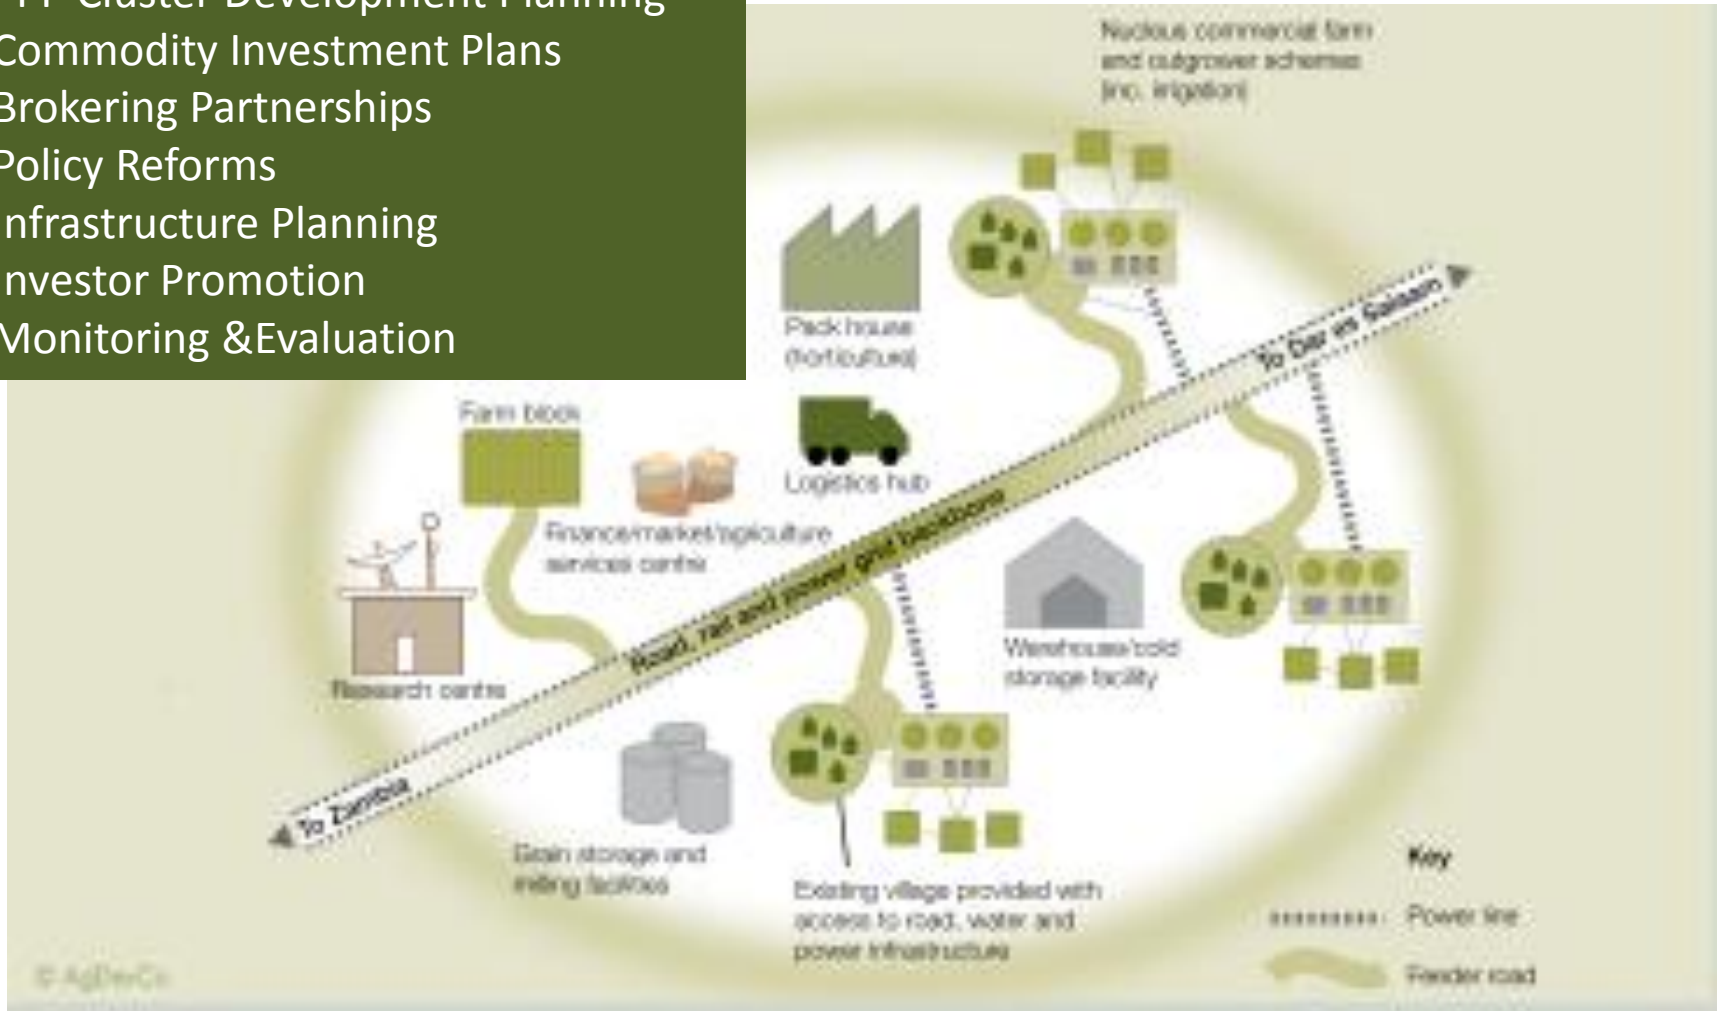 Cluster Development Planning
Commodity Investment Plans
Brokering Partnerships
Policy Reforms
nfrastructure Planning
nvestor Promotion
Monitoring &Evaluation
Nucleus commercial farm
and outgrower schemes
(inc. irrigation)
Pack house
(horticulture)
To Dar es Salaam
Farm block
Logistics hub
Finance/market/agriculture
services centre
Road, rail and power grid backbone
Warehouse/cold
storage facility
Research centre
To Zambia
Grain storage and
milling facilities
Existing village provided with
access to road, water and
power infrastructure
Key
Power line
Feeder road
© AgDevCo